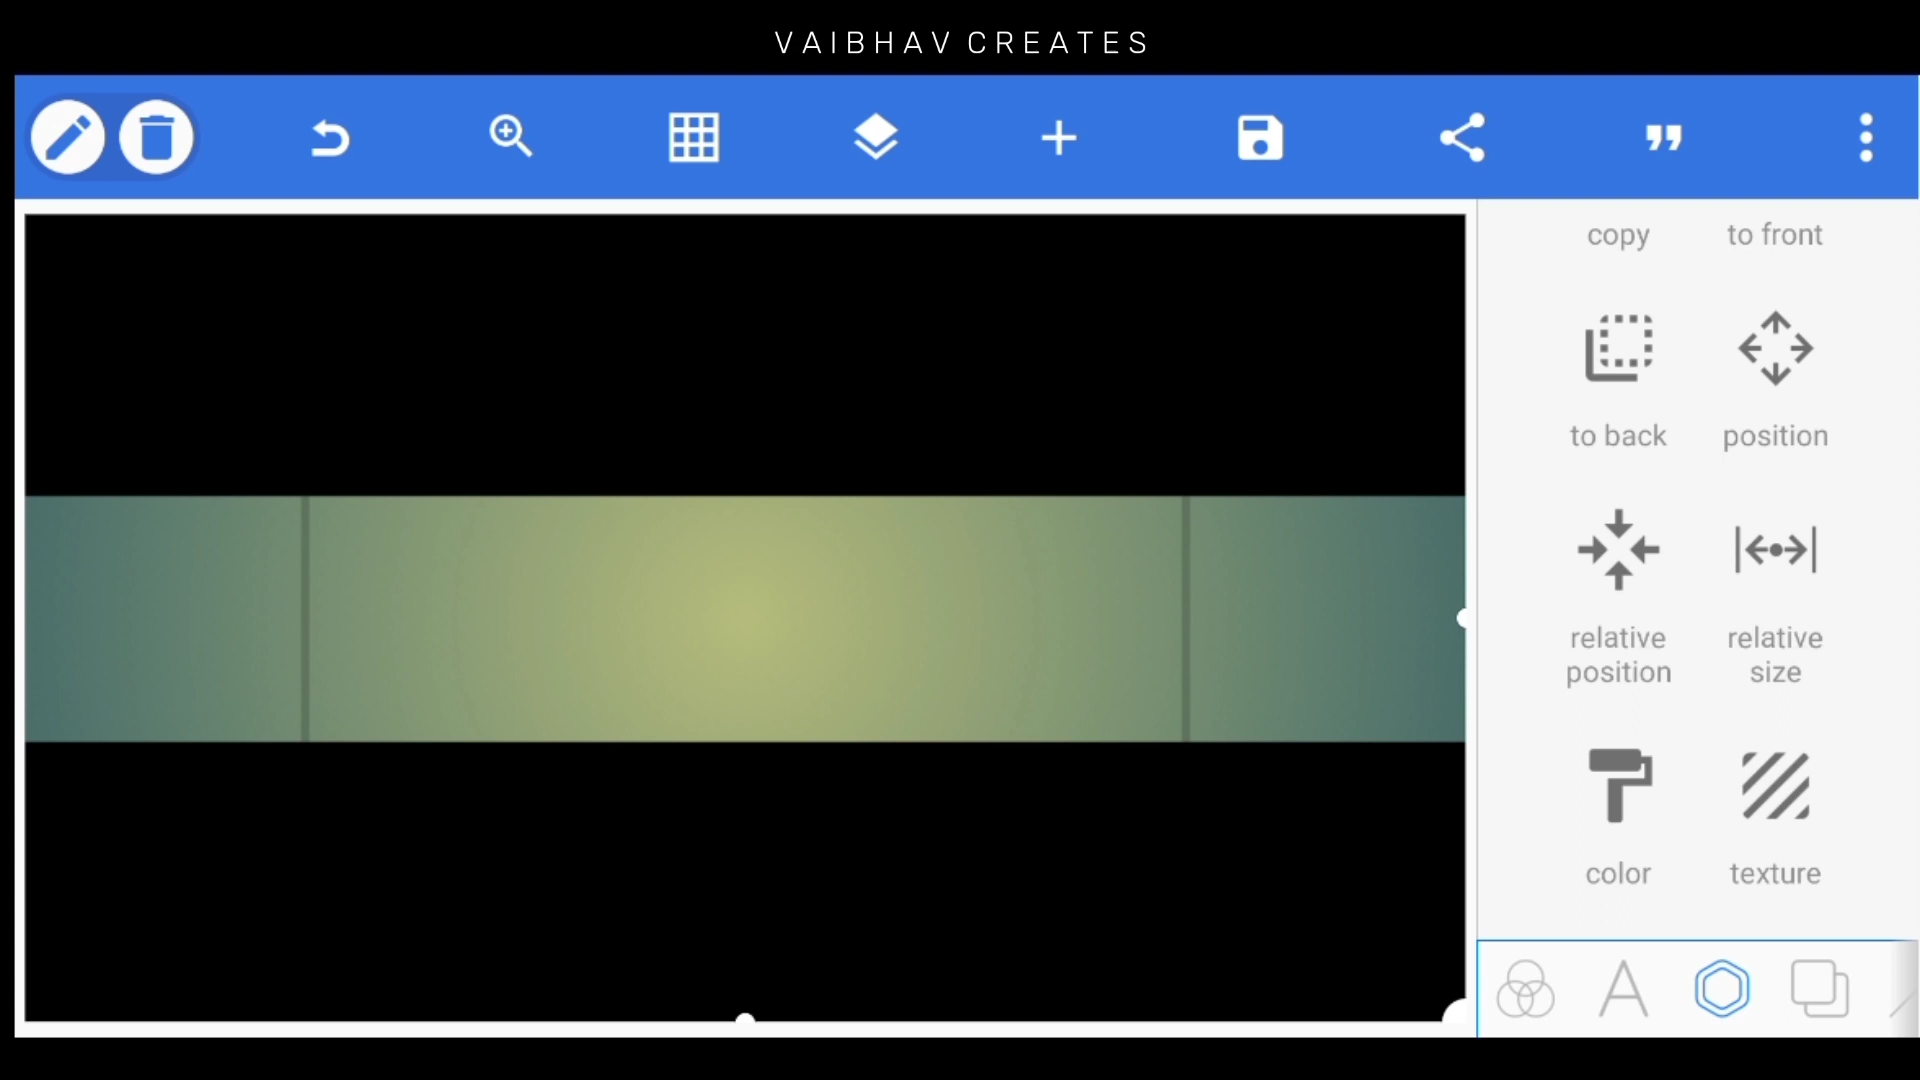 VAIBHAV CREATES
copy to front
to back position
relative position relative size
color texture